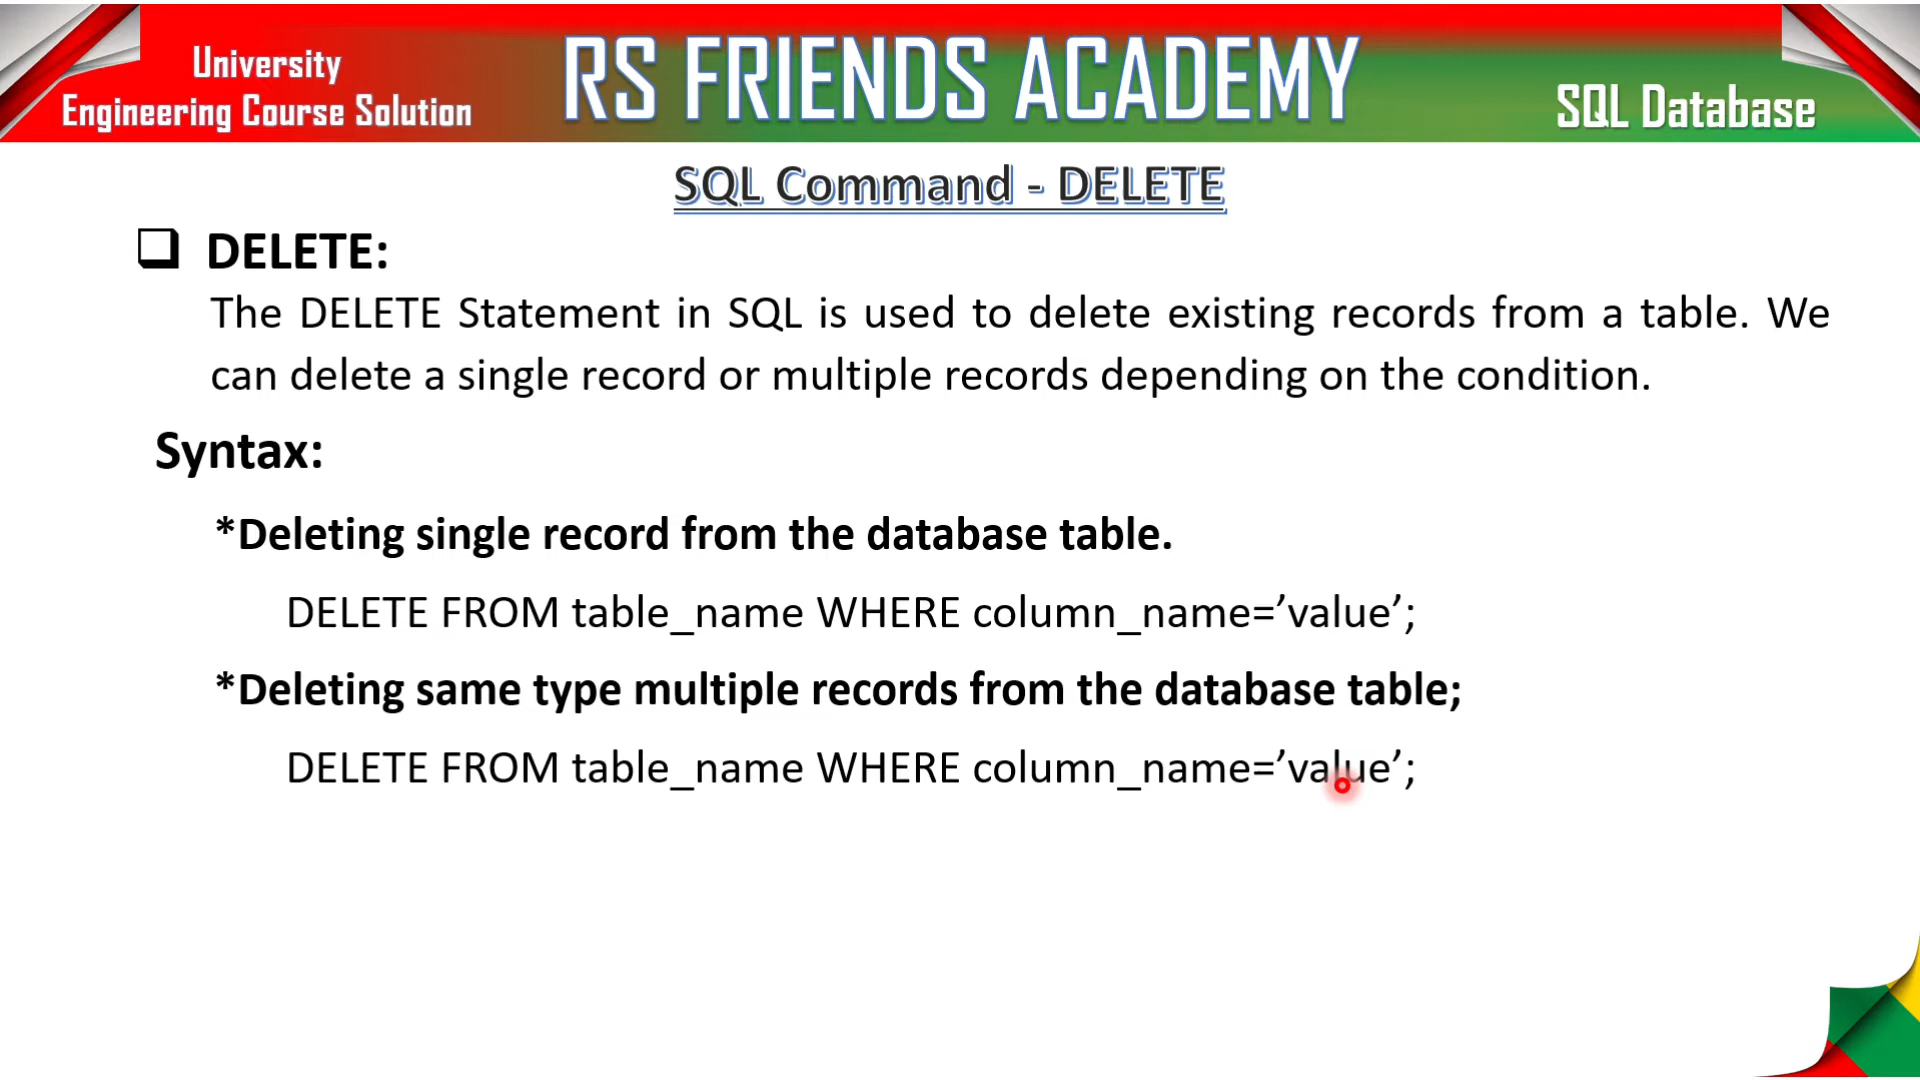 University
Engineering Course Solution
RS FRIENDS ACADEMY
SQL Database
SQL Command - DELETE
❑ DELETE:
The DELETE Statement in SQL is used to delete existing records from a table. We
can delete a single record or multiple records depending on the condition.
Syntax:
*Deleting single record from the database table.
DELETE FROM table_name WHERE column_name=’value’;
*Deleting same type multiple records from the database table;
DELETE FROM table_name WHERE column_name=’value’;